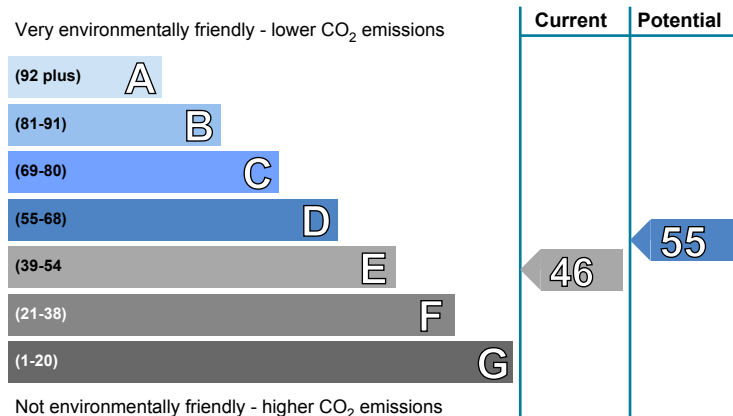 Very environmentally friendly - lower CO2 emissions
Current
Potential
(92 plus) A
(81-91) B
(69-80) C
(55-68) D
(39-54 E
(21-38) F
(1-20) G
46
55
Not environmentally friendly - higher CO2 emissions